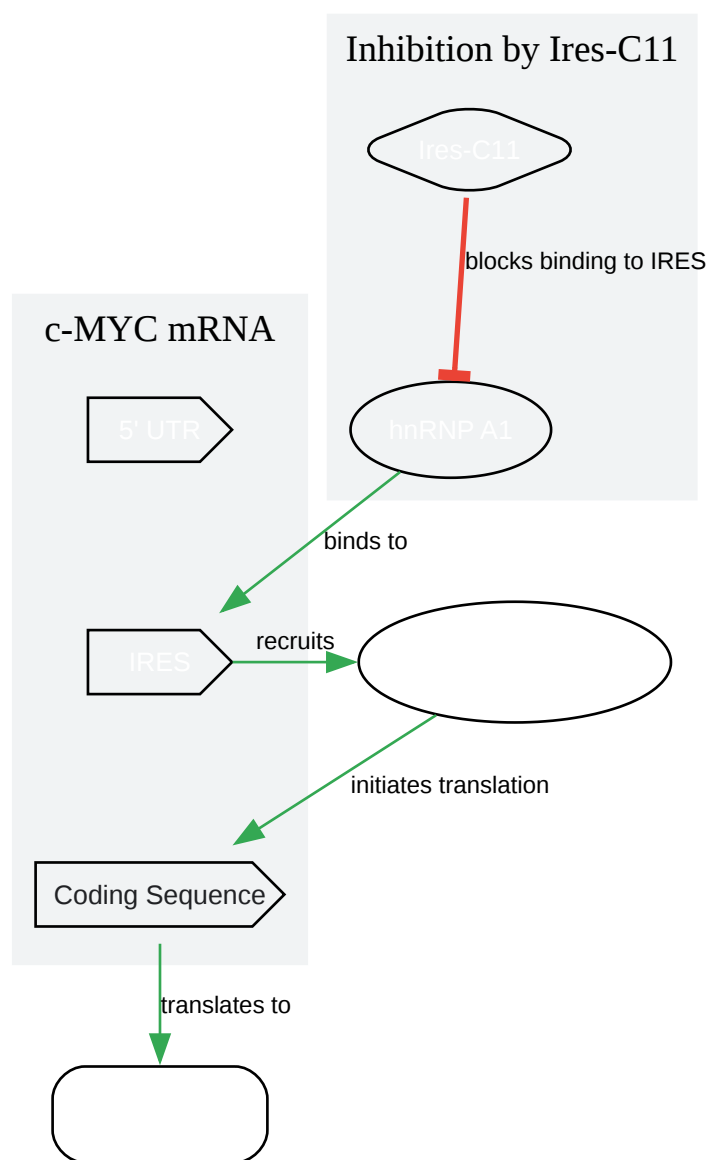 Inhibition by Ires-C11
Ires-C11
blocks binding to IRES
c-MYC mRNA
5' UTR
hnRNP A1
binds to
recruits
IRES
initiates translation
Coding Sequence
translates to